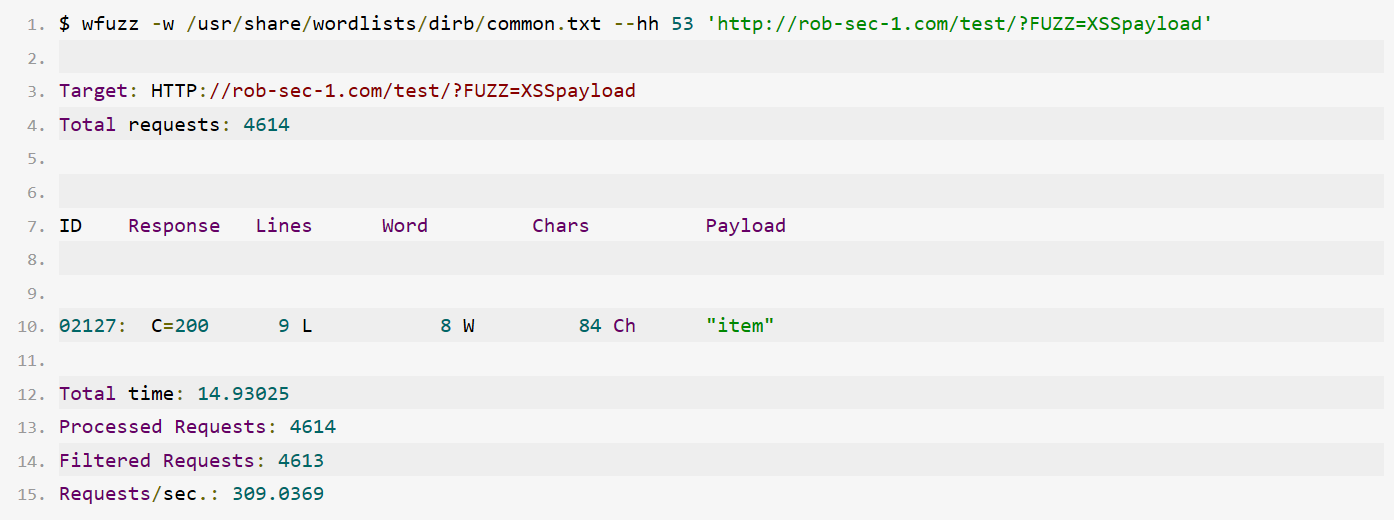 1. $ wfuzz -w /usr/share/wordlists/dirb/common.txt --hh 53 'http://rob-sec-1.com/test/?FUZZ=XSSpayload'
2.
3. Target: HTTP://rob-sec-1.com/test/?FUZZ=XSSpayload
4. Total requests: 4614
5.
6.
7. ID Response Lines Word Chars Payload
8.
9.
10. 02127: C=200 9 L 8 W 84 Ch "item"
11.
12. Total time: 14.93025
13. Processed Requests: 4614
14. Filtered Requests: 4613
15. Requests/sec.: 309.0369